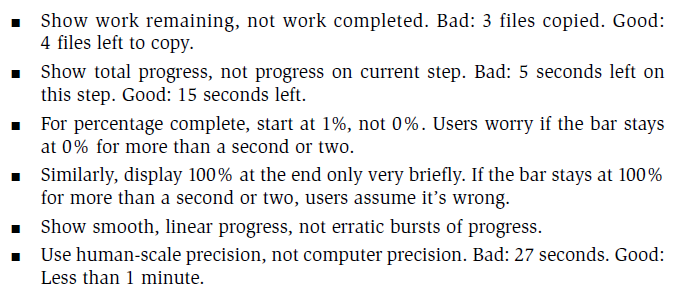 ▪ Show work remaining, not work completed. Bad: 3 files copied. Good:
4 files left to copy.
▪ Show total progress, not progress on current step. Bad: 5 seconds left on
this step. Good: 15 seconds left.
▪ For percentage complete, start at 1%, not 0%. Users worry if the bar stays
at 0% for more than a second or two.
▪ Similarly, display 100% at the end only very briefly. If the bar stays at 100%
for more than a second or two, users assume it’s wrong.
▪ Show smooth, linear progress, not erratic bursts of progress.
▪ Use human-scale precision, not computer precision. Bad: 27 seconds. Good:
Less than 1 minute.